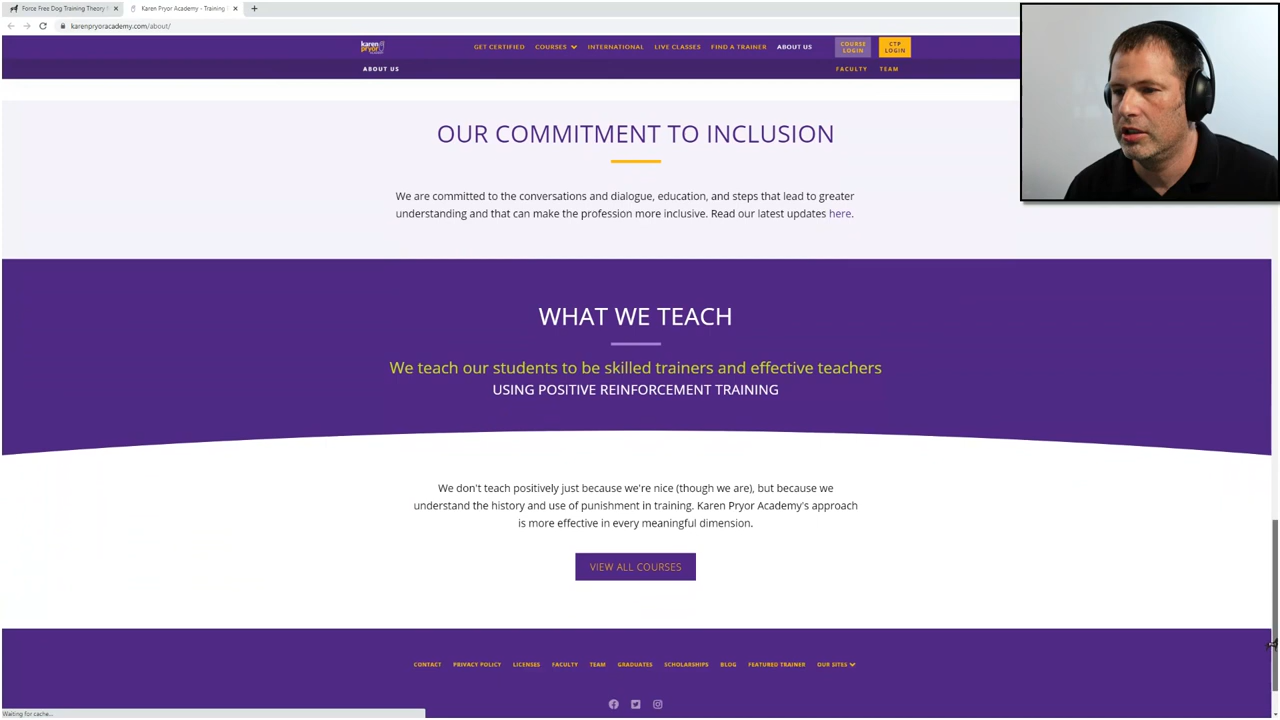 Force Free Dog Training Theory
Karen Pryor Academy - Training
karenpryoracademy.com/about/
karen
pryor
GET CERTIFIED COURSES INTERNATIONAL LIVE CLASSES FIND A TRAINER ABOUT US
COURSE
LOGIN
CTP
LOGIN
ABOUT US
FACULTY TEAM
OUR COMMITMENT TO INCLUSION
We are committed to the conversations and dialogue, education, and steps that lead to greater
understanding and that can make the profession more inclusive. Read our latest updates here.
WHAT WE TEACH
We teach our students to be skilled trainers and effective teachers
USING POSITIVE REINFORCEMENT TRAINING
We don't teach positively just because we're nice (though we are), but because we
understand the history and use of punishment in training. Karen Pryor Academy's approach
is more effective in every meaningful dimension.
VIEW ALL COURSES
CONTACT PRIVACY POLICY LICENSES FACULTY TEAM GRADUATES SCHOLARSHIPS BLOG FEATURED TRAINER OUR SITES
Waiting for cache...